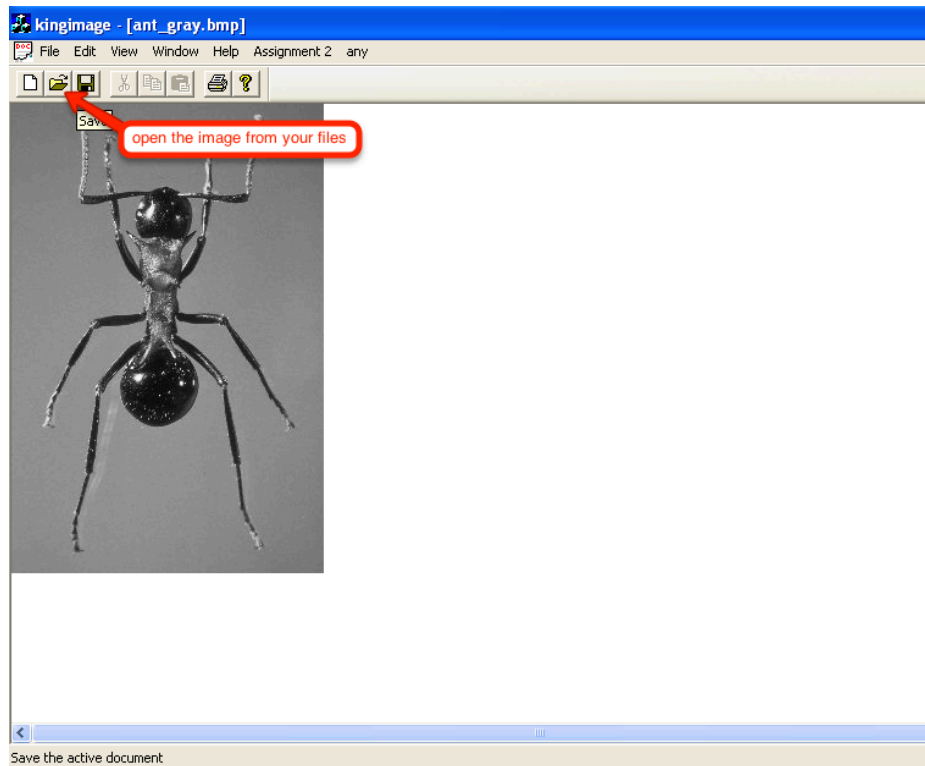 kingimage - [ant_gray.bmp]
DOC File Edit View Window Help Assignment 2 any
?
Save
open the image from your files
Save the active document